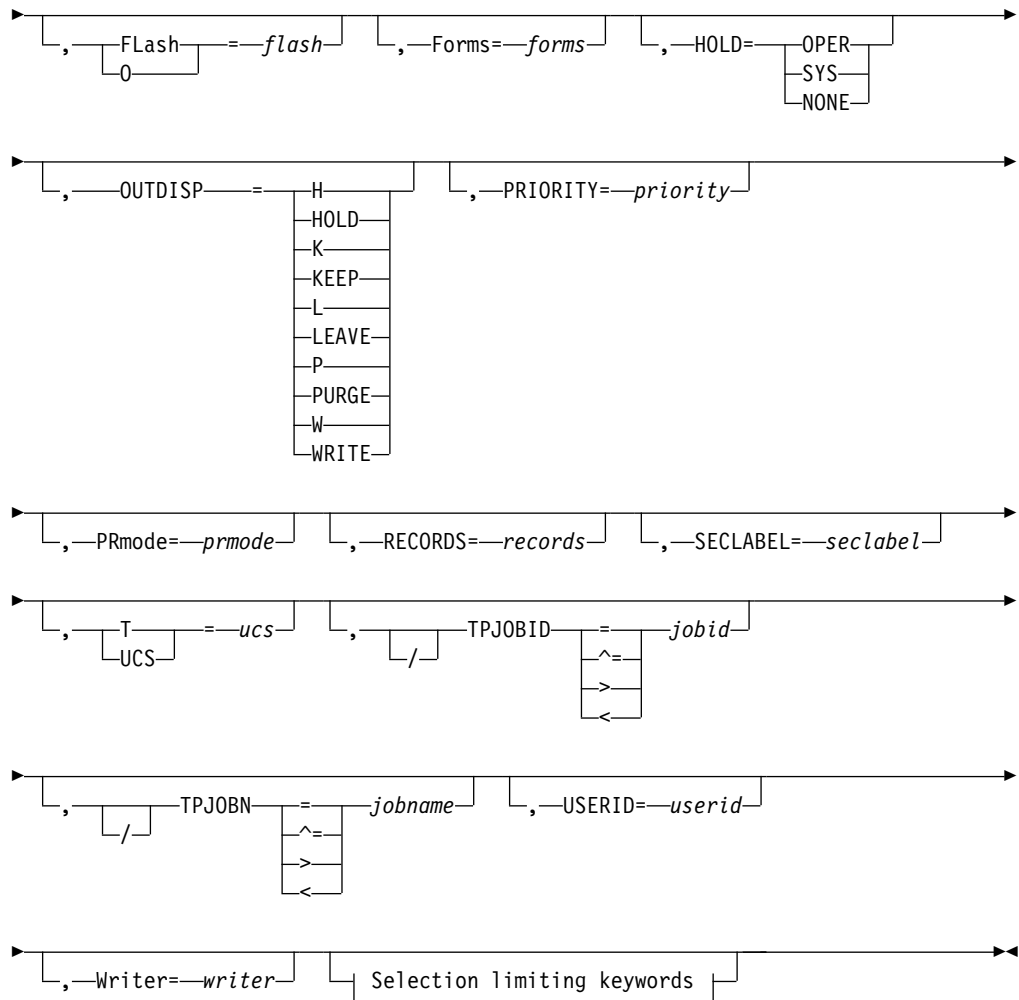 , FLash = flash , Forms= forms , HOLD= OPER
O SYS
NONE
, OUTDISP = H , PRIORITY= priority
HOLD
K
KEEP
L
LEAVE
P
PURGE
W
WRITE
, PRmode= prmode , RECORDS= records , SECLABEL= seclabel
, T = ucs , TPJOBID = jobid
UCS / ^=
>
<
, TPJOBN = jobname , USERID= userid
/ ^=
>
<
, Writer= writer Selection limiting keywords